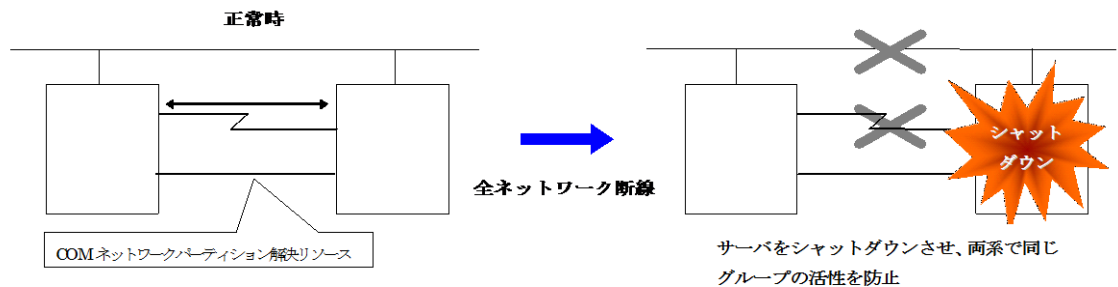 正常時
COMネットワークパーティション解決リソース
全ネットワーク断線
シャット
ダウン
サーバをシャットダウンさせ、両系で同じ
グループの活性を防止